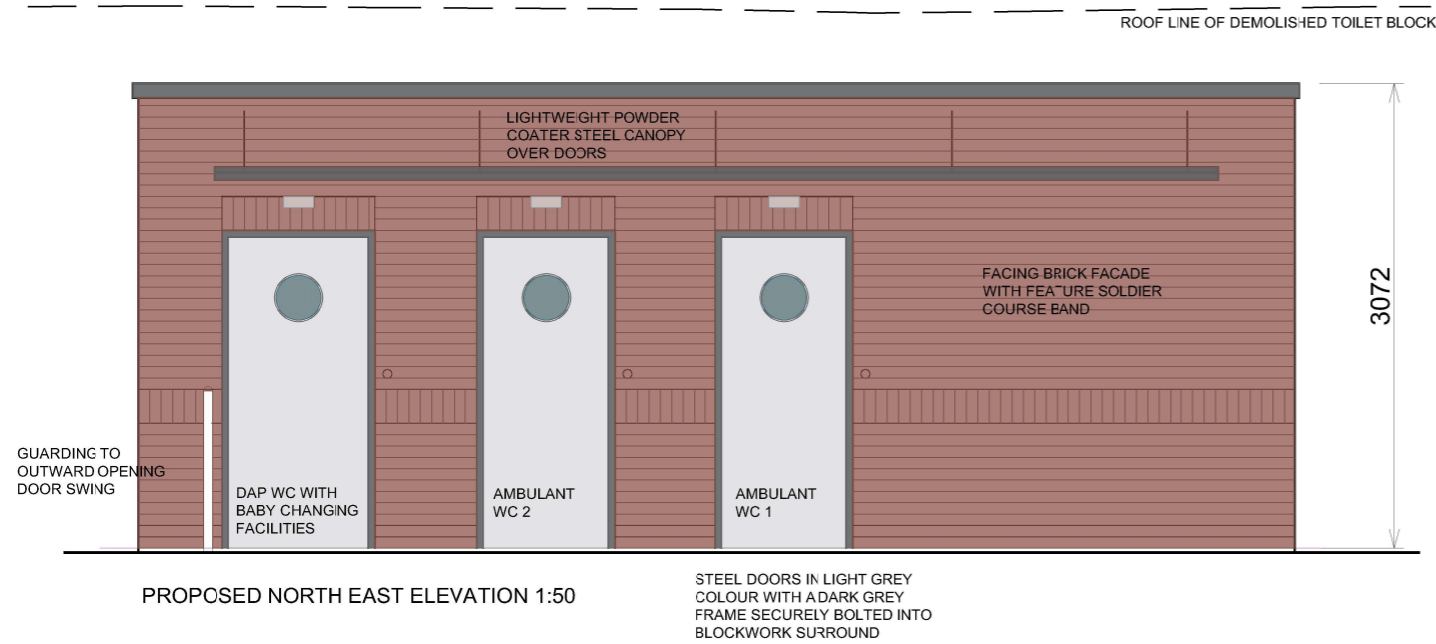 ROOF LINE OF DEMOLISHED TOILET BLOCK
LIGHTWEIGHT POWDER
COATER STEEL CANOPY
OVER DOORS
FACING BRICK FACADE
WITH FEATURE SOLDIER
COURSE BAND
3072
GUARDING TO
OUTWARD OPENING
DOOR SWING
DAP WC WITH
BABY CHANGING
FACILITIES
AMBULANT
WC 2
AMBULANT
WC 1
PROPOSED NORTH EAST ELEVATION 1:50
STEEL DOORS IN LIGHT GREY
COLOUR WITH A DARK GREY
FRAME SECURELY BOLTED INTO
BLOCKWORK SURROUND